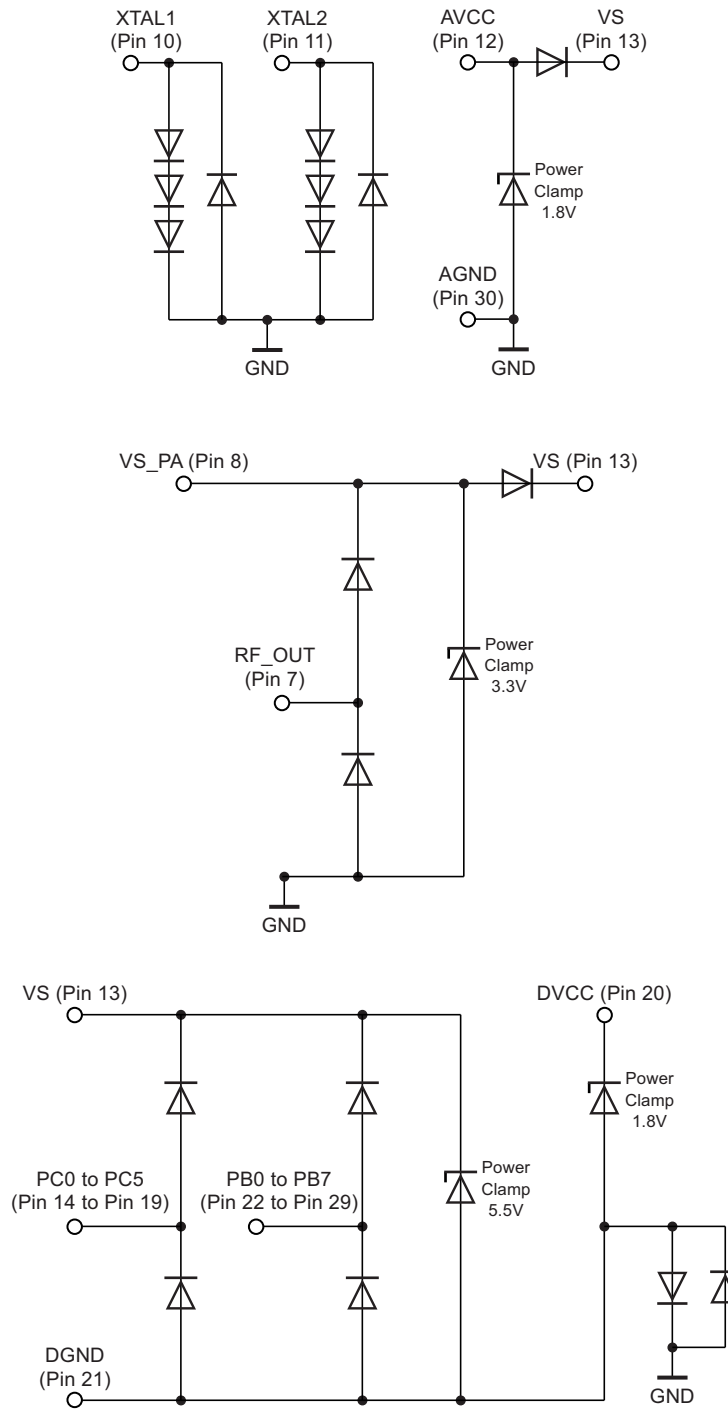 XTAL1
(Pin 10)
XTAL2
(Pin 11)
AVCC
(Pin 12)
VS
(Pin 13)
Power
Clamp
1.8V
AGND
(Pin 30)
GND
GND
VS_PA (Pin 8)
VS (Pin 13)
RF_OUT
(Pin 7)
Power
Clamp
3.3V
GND
VS (Pin 13)
DVCC (Pin 20)
Power
Clamp
1.8V
PC0 to PC5
(Pin 14 to Pin 19)
PB0 to PB7
(Pin 22 to Pin 29)
Power
Clamp
5.5V
DGND
(Pin 21)
GND